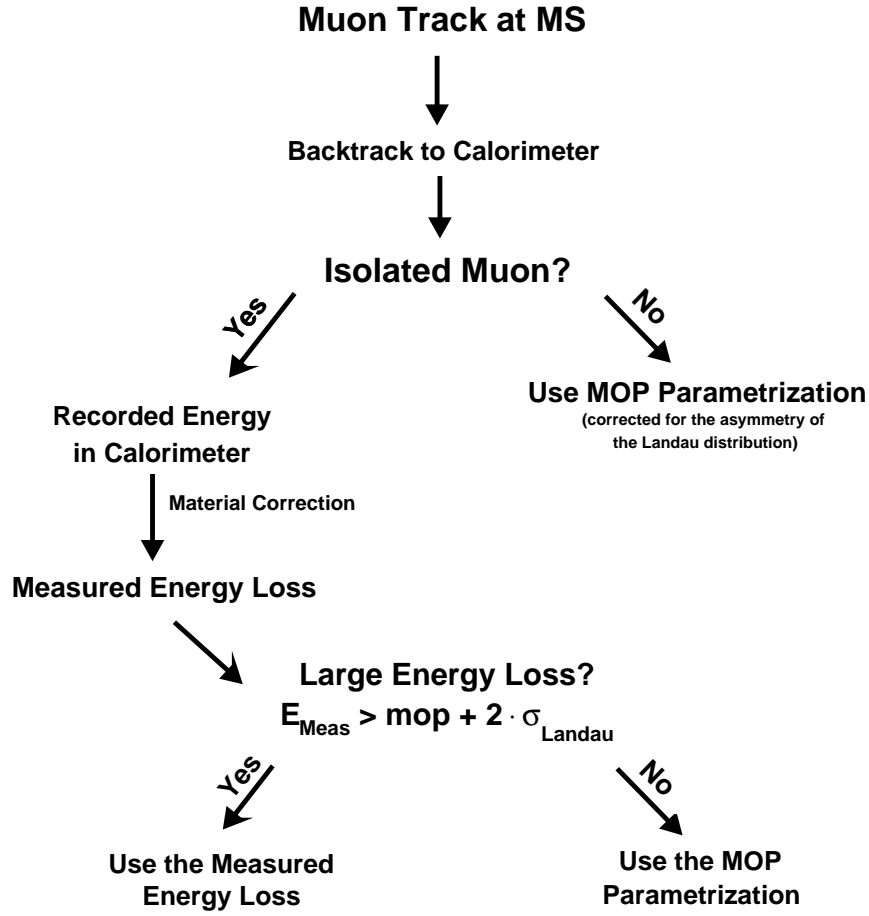 Muon Track at MS
Backtrack to Calorimeter
Isolated Muon?
Yes
No
Use MOP Parametrization
(corrected for the asymmetry of
the Landau distribution)
Recorded Energy
in Calorimeter
Material Correction
Measured Energy Loss
Large Energy Loss?
E_Meas > mop + 2 · σ_Landau
Yes
No
Use the Measured
Energy Loss
Use the MOP
Parametrization